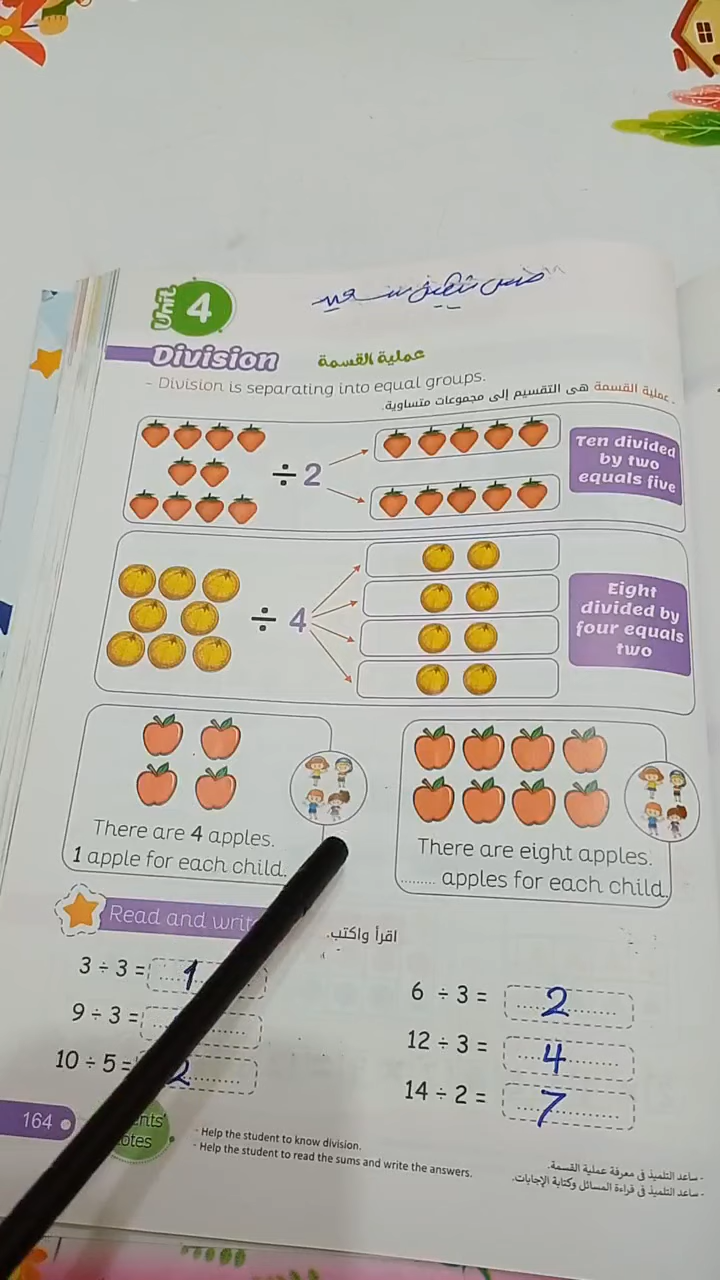 Unit 4
Division عملية القسمة
- Division is separating into equal groups.
- عملية القسمة هى التقسيم إلى مجموعات متساوية.
÷ 2
Ten divided
by two
equals five
÷ 4
Eight
divided by
four equals
two
There are 4 apples.
1 apple for each child.
There are eight apples.
......... apples for each child.
Read and
اقرأ واكتب.
3 ÷ 3 = 1
6 ÷ 3 = 2
9 ÷ 3 =
12 ÷ 3 = 4
10 ÷ 5 = 2
14 ÷ 2 = 7
164
- Help the student to know division.
- Help the student to read the sums and write the answers.
- ساعد التلميذ فى معرفة عملية القسمة.
- ساعد التلميذ فى قراءة المسائل وكتابة الإجابات.